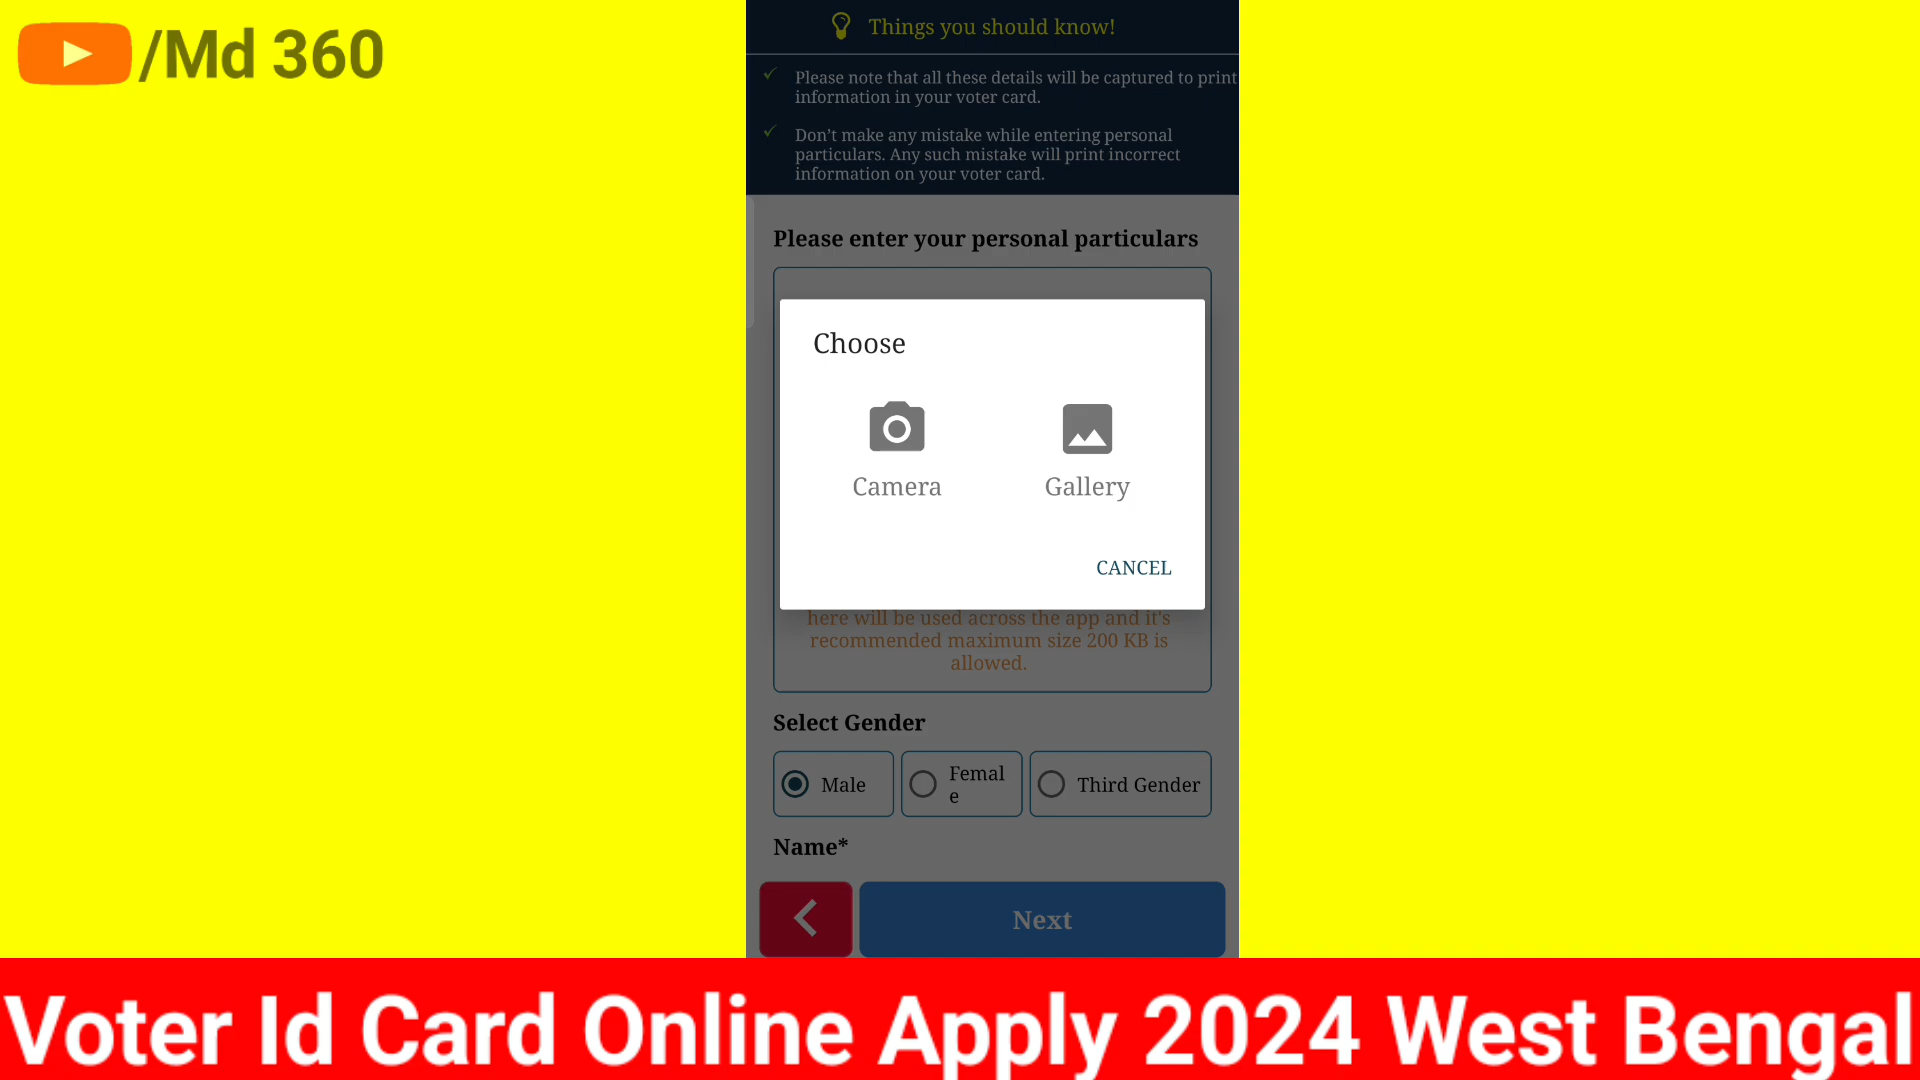 /Md 360
Things you should know!
✓ Please note that all these details will be captured to print
information in your voter card.
✓ Don't make any mistake while entering personal
particulars. Any such mistake will print incorrect
information on your voter card.
Please enter your personal particulars
Choose
Camera Gallery
CANCEL
here will be used across the app and it's
recommended maximum size 200 KB is
allowed.
Select Gender
Male
Femal
e
Third Gender
Name*
Next
Voter Id Card Online Apply 2024 West Bengal